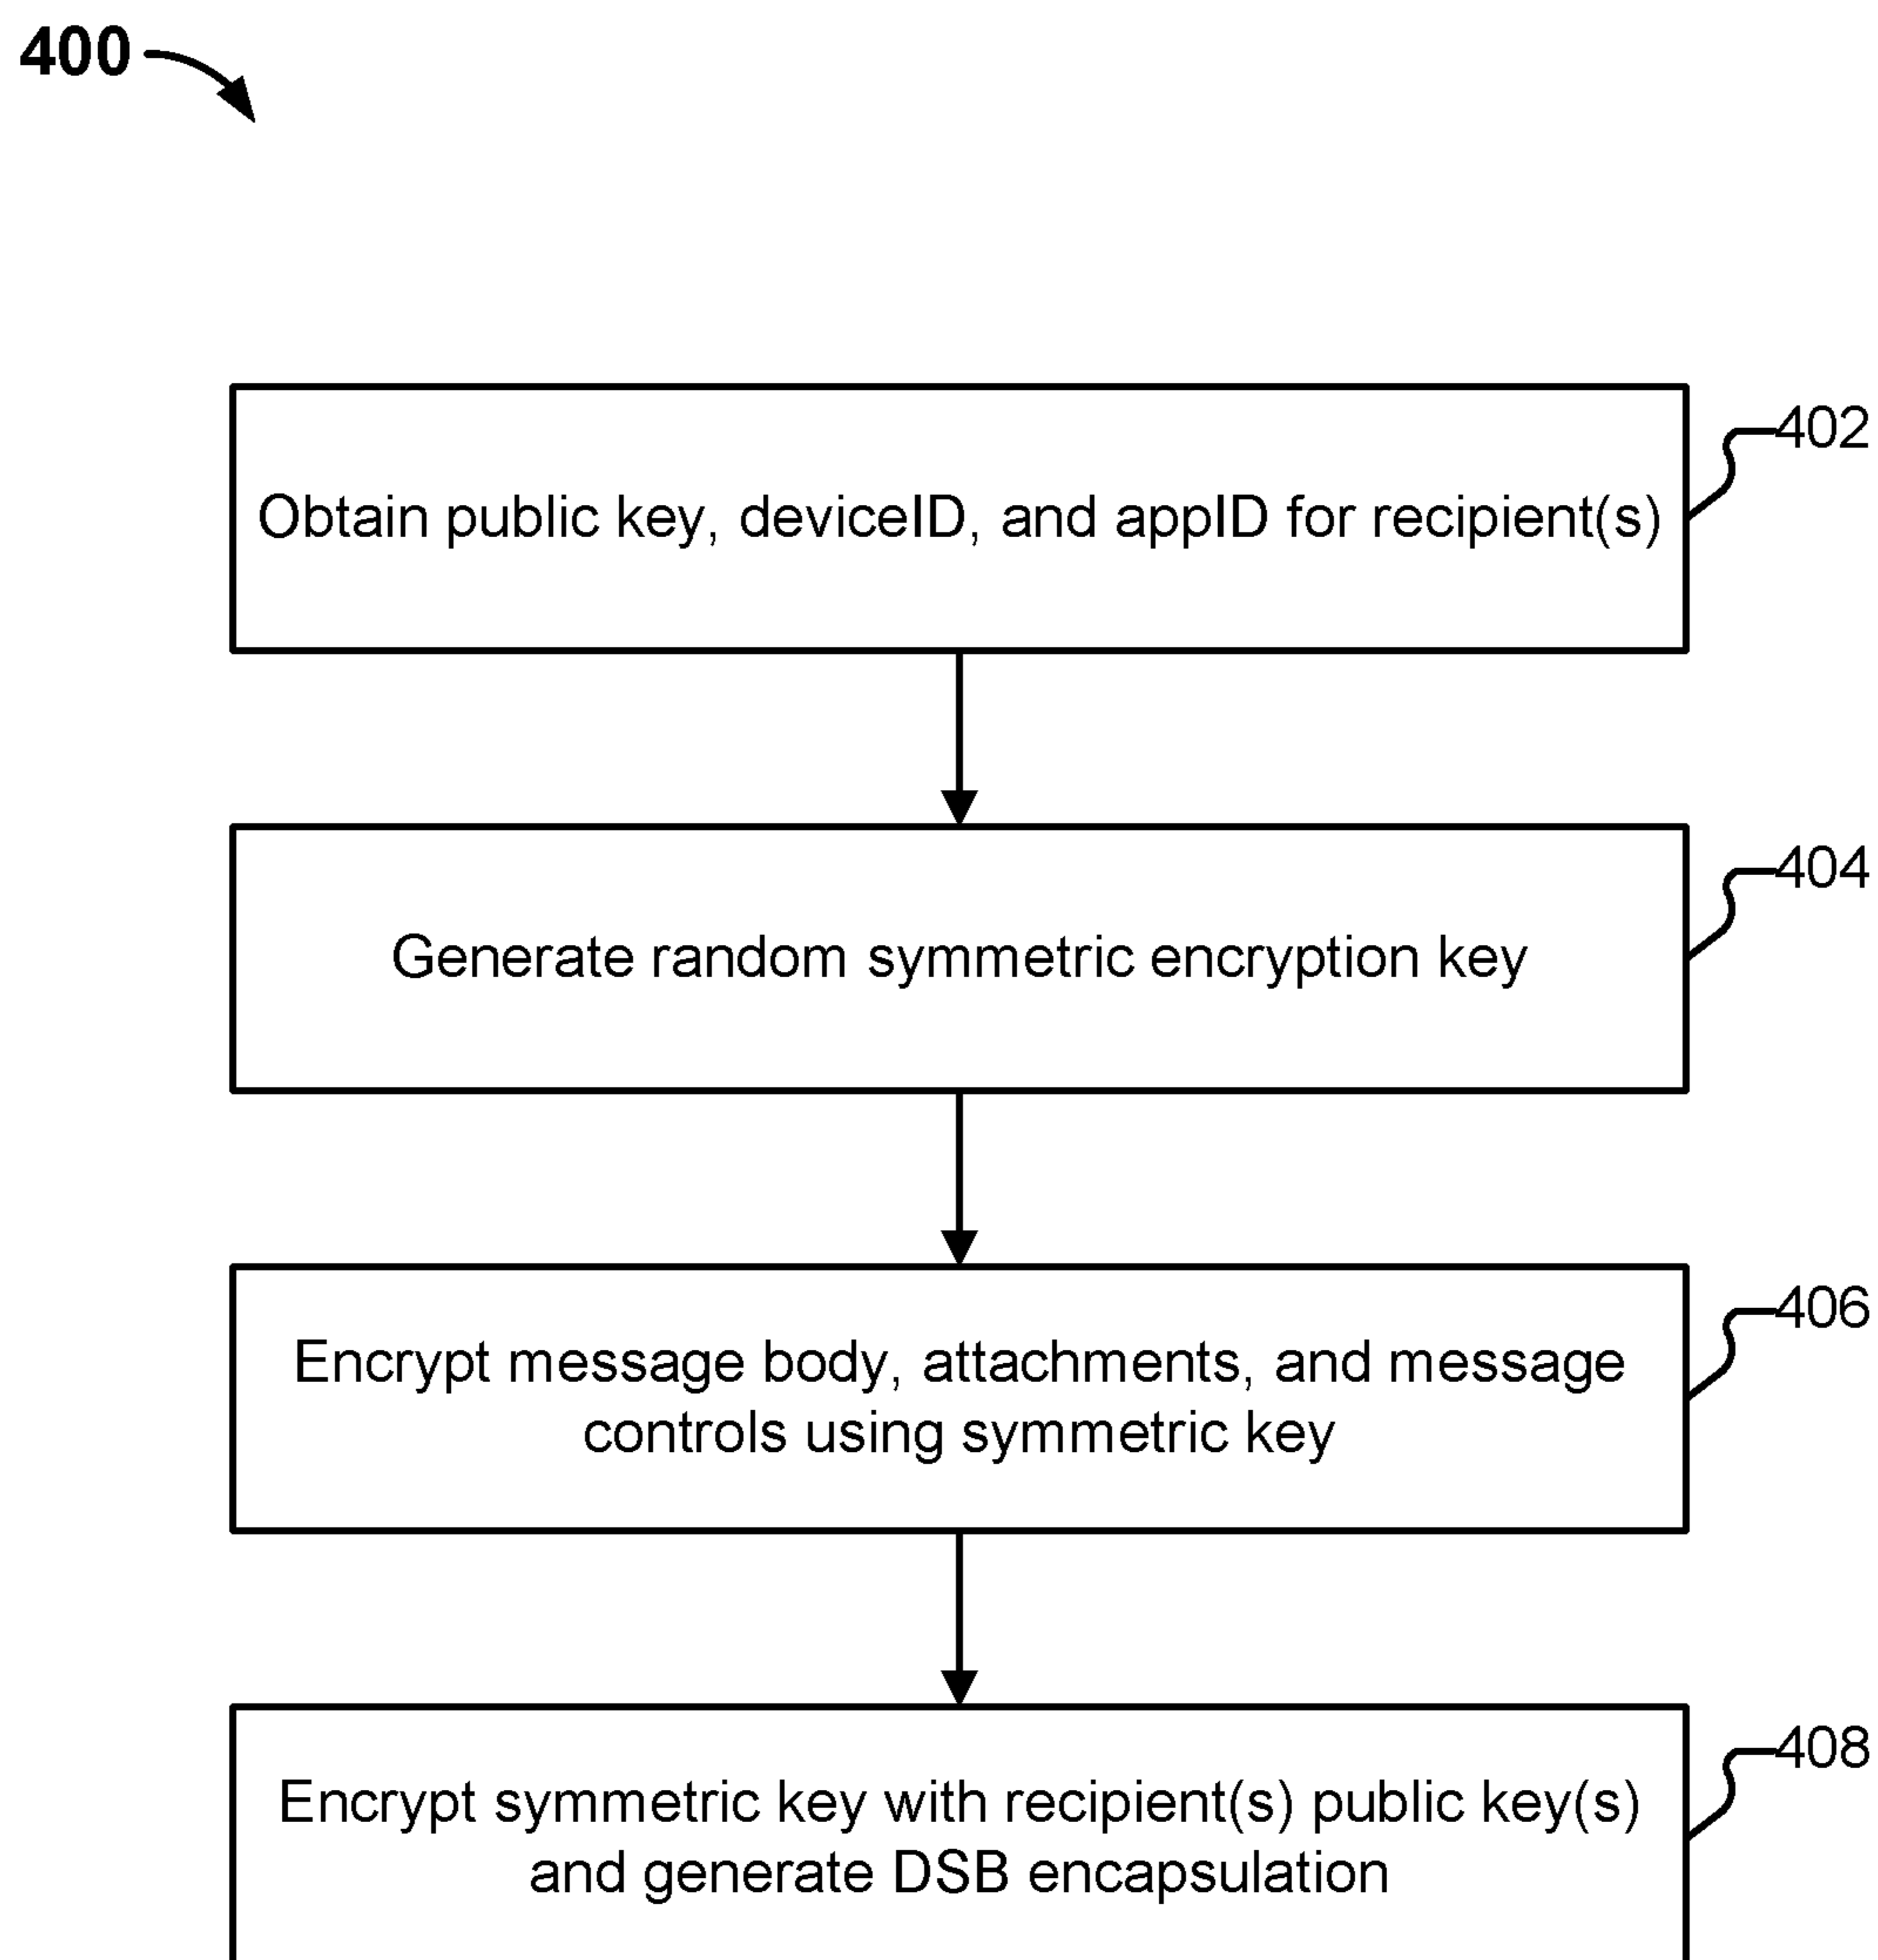 400
402
Obtain public key, deviceID, and appID for recipient(s)
404
Generate random symmetric encryption key
406
Encrypt message body, attachments, and message
controls using symmetric key
408
Encrypt symmetric key with recipient(s) public key(s)
and generate DSB encapsulation